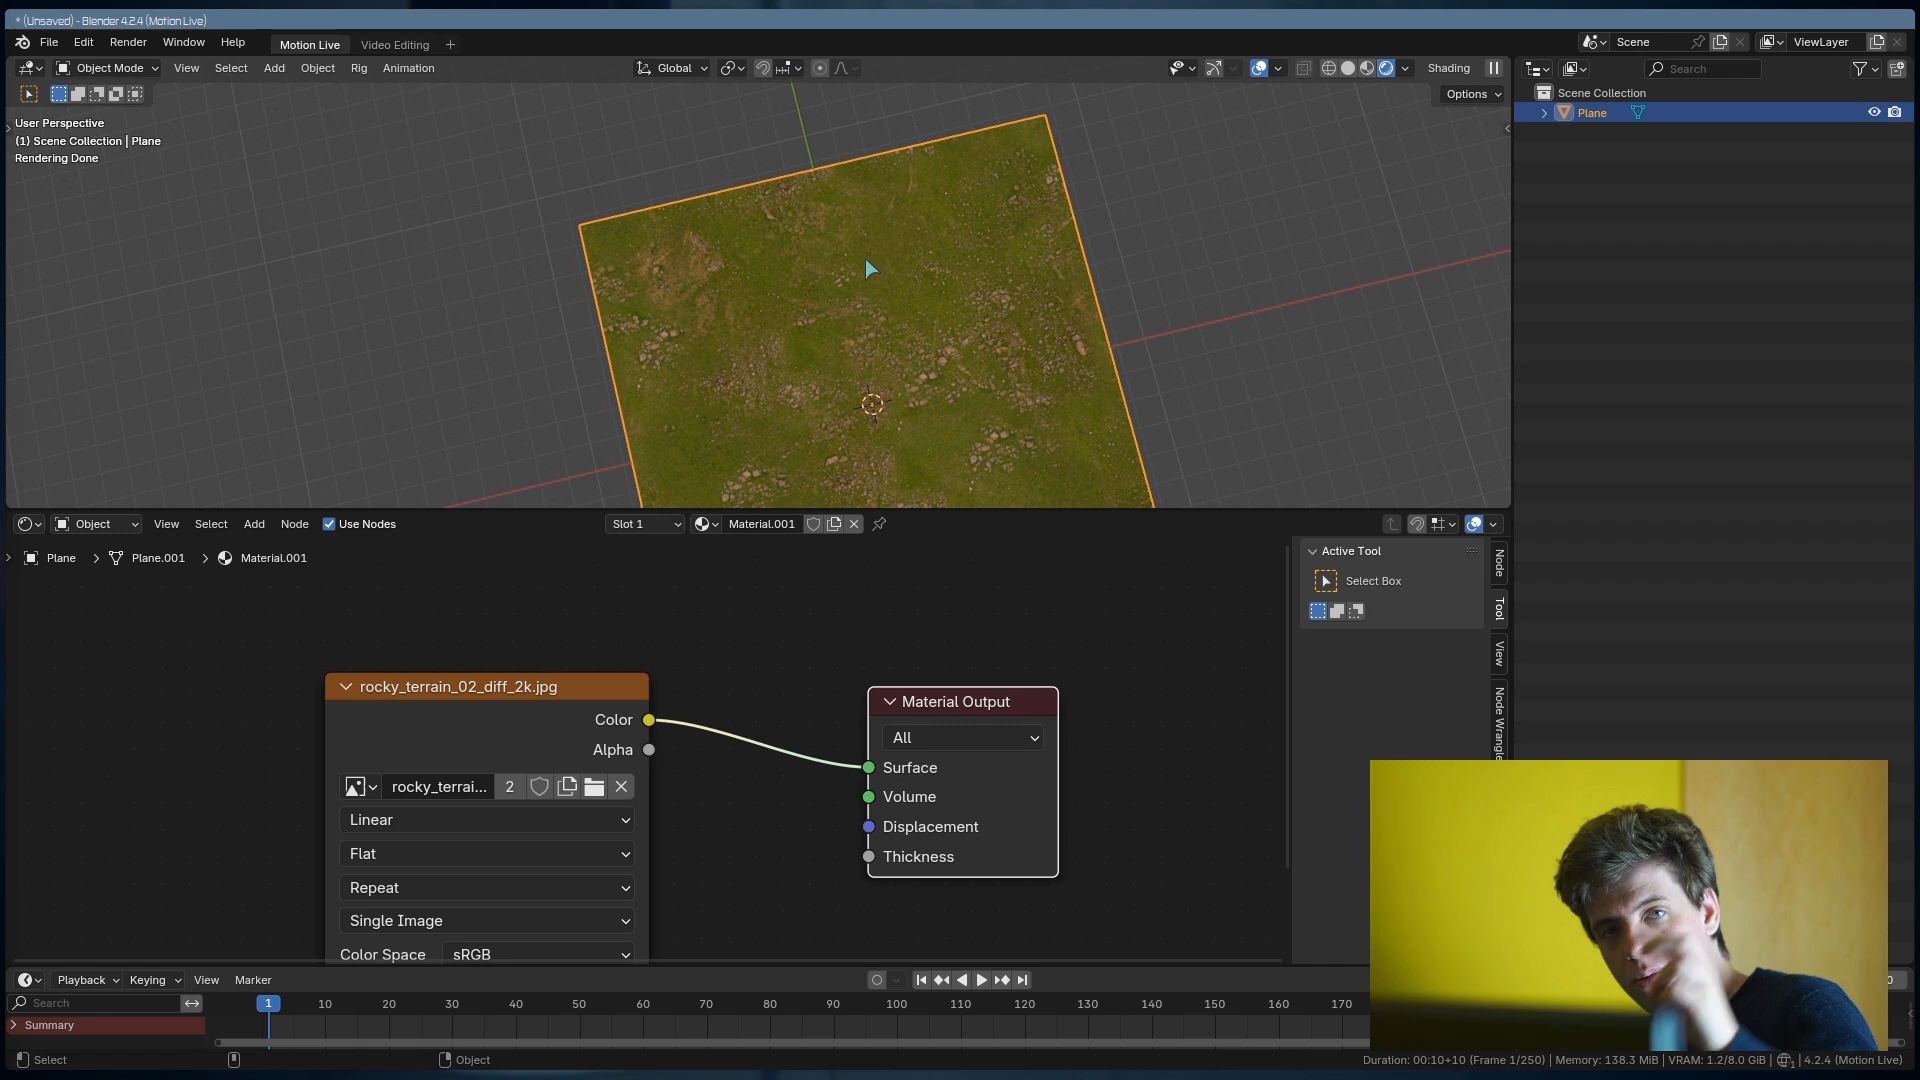 * (Unsaved) - Blender 4.2.4 (Motion Live)
File Edit Render Window Help Motion Live Video Editing + Scene ViewLayer
Object Mode View Select Add Object Rig Animation Global Shading Search
Options
User Perspective
(1) Scene Collection | Plane
Rendering Done
Scene Collection
Plane
Object View Select Add Node Use Nodes Slot 1 Material.001
Plane Plane.001 Material.001
Active Tool
Select Box
Node
Tool
View
Node Wrangle
rocky_terrain_02_diff_2k.jpg
Color
Alpha
rocky_terrai... 2
Linear
Flat
Repeat
Single Image
Color Space sRGB
Material Output
All
Surface
Volume
Displacement
Thickness
Playback Keying View Marker
Search 1 10 20 30 40 50 60 70 80 90 100 110 120 130 140 150 160 170
Summary
Select Object Duration: 00:10+10 (Frame 1/250) | Memory: 138.3 MiB | VRAM: 1.2/8.0 GiB | 1 | 4.2.4 (Motion Live)